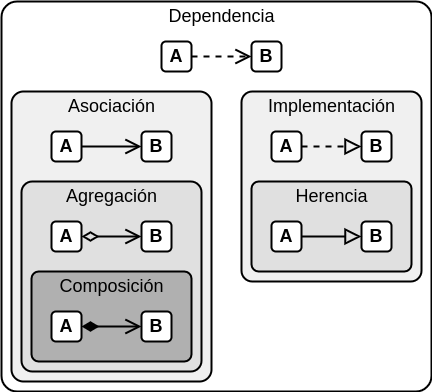 Dependencia
A B
Asociación
A B
Agregación
A B
Composición
A B
Implementación
A B
Herencia
A B